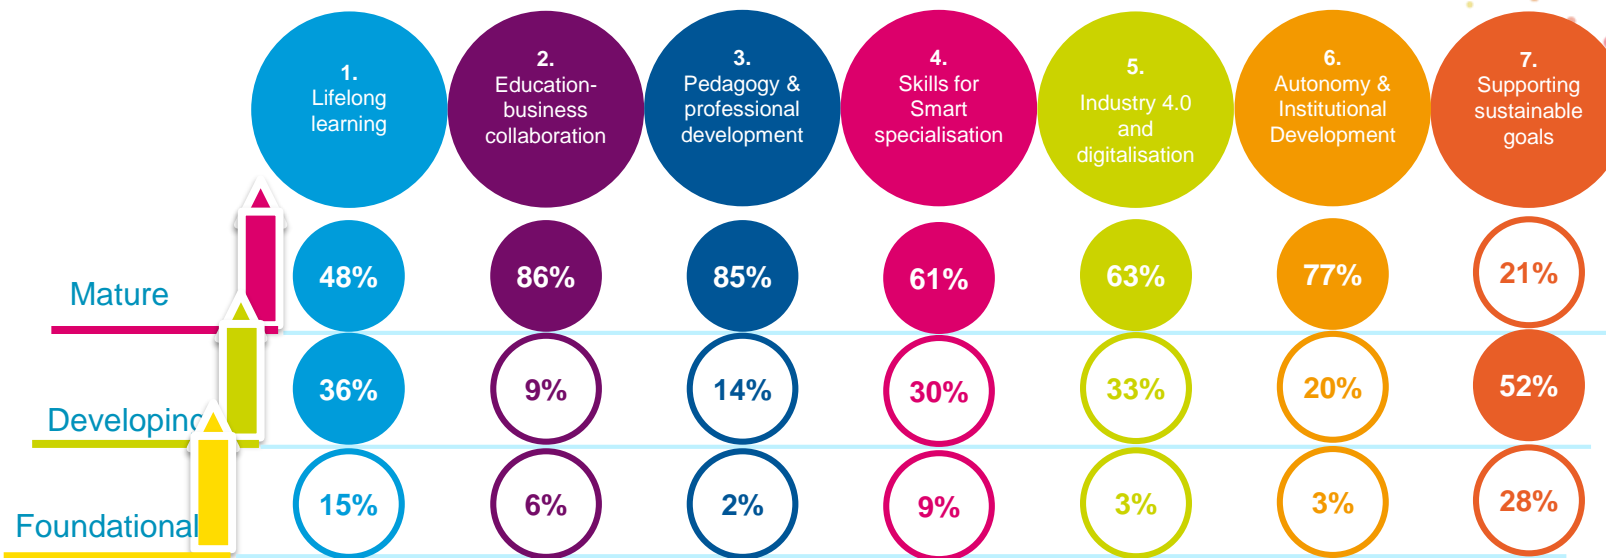 1.
Lifelong
learning
2.
Education-
business
collaboration
3.
Pedagogy &
professional
development
4.
Skills for
Smart
specialisation
5.
Industry 4.0
and
digitalisation
6.
Autonomy &
Institutional
Development
7.
Supporting
sustainable
goals
Mature
48% 86% 85% 61% 63% 77% 21%
Developing
36% 9% 14% 30% 33% 20% 52%
Foundational
15% 6% 2% 9% 3% 3% 28%